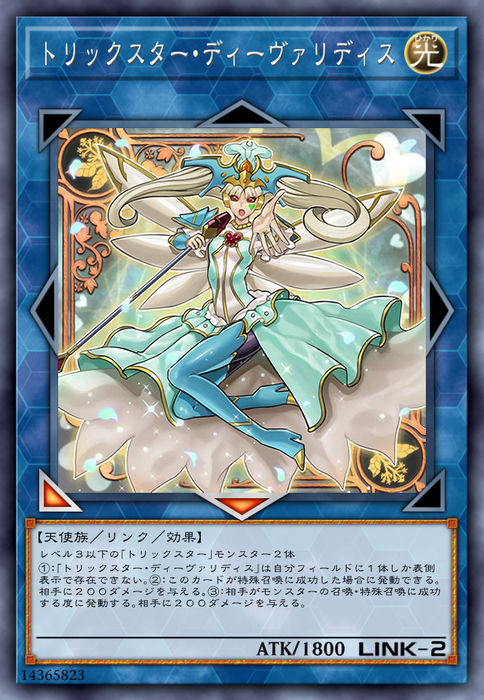 トリックスター・ディーヴァリディス
ひかり
光
【天使族／リンク／効果】
レベル３以下の「トリックスター」モンスター２体
①：「トリックスター・ディーヴァリディス」は自分フィールドに１体しか表側
表示で存在できない。②：このカードが特殊召喚に成功した場合に発動できる。
相手に２００ダメージを与える。③：相手がモンスターの召喚・特殊召喚に成功
する度に発動する。相手に２００ダメージを与える。
ATK/1800 LINK-2
14365823